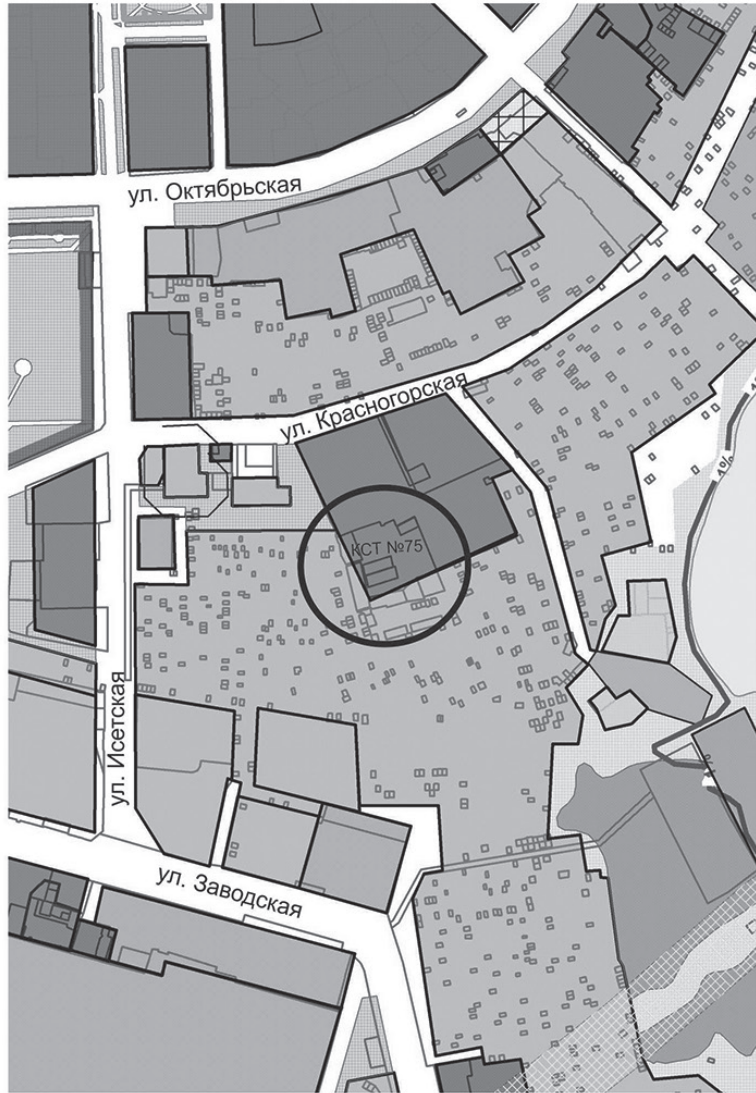 ул. Октябрьская
ул. Красногорская
КСТ №75
ул. Исетская
ул. Заводская